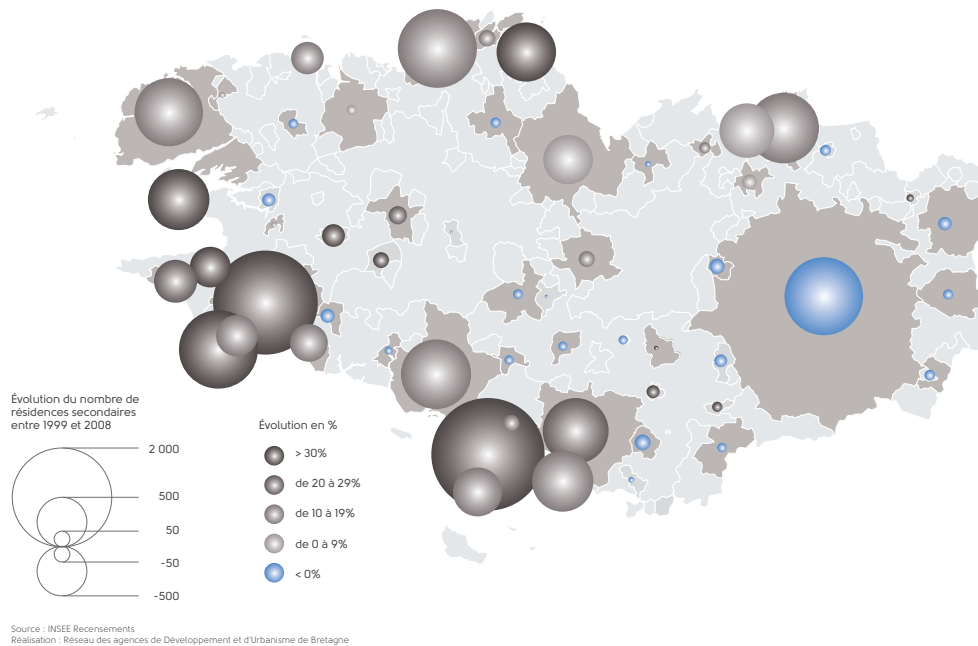 Évolution du nombre de
résidences secondaires
entre 1999 et 2008
2 000
500
50
-50
-500
Évolution en %
> 30%
de 20 à 29%
de 10 à 19%
de 0 à 9%
< 0%
Source : INSEE Recensements
Réalisation : Réseau des agences de Développement et d'Urbanisme de Bretagne